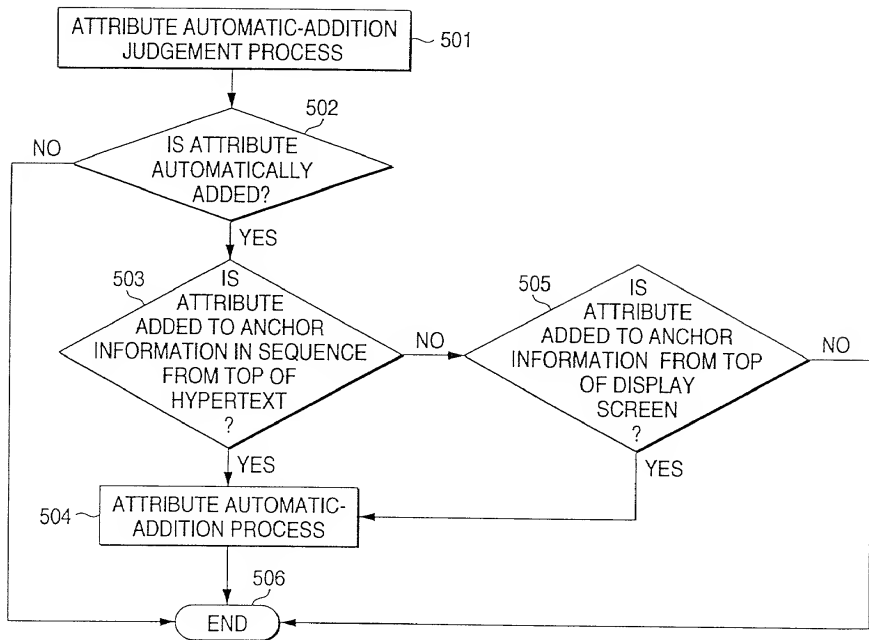 ATTRIBUTE AUTOMATIC-ADDITION
JUDGEMENT PROCESS
501
502
NO
IS ATTRIBUTE
AUTOMATICALLY
ADDED?
YES
503
IS
ATTRIBUTE
ADDED TO ANCHOR
INFORMATION IN SEQUENCE
FROM TOP OF
HYPERTEXT
?
NO
YES
505
IS
ATTRIBUTE
ADDED TO ANCHOR
INFORMATION FROM TOP
OF DISPLAY
SCREEN
?
NO
YES
504
ATTRIBUTE AUTOMATIC-
ADDITION PROCESS
506
END